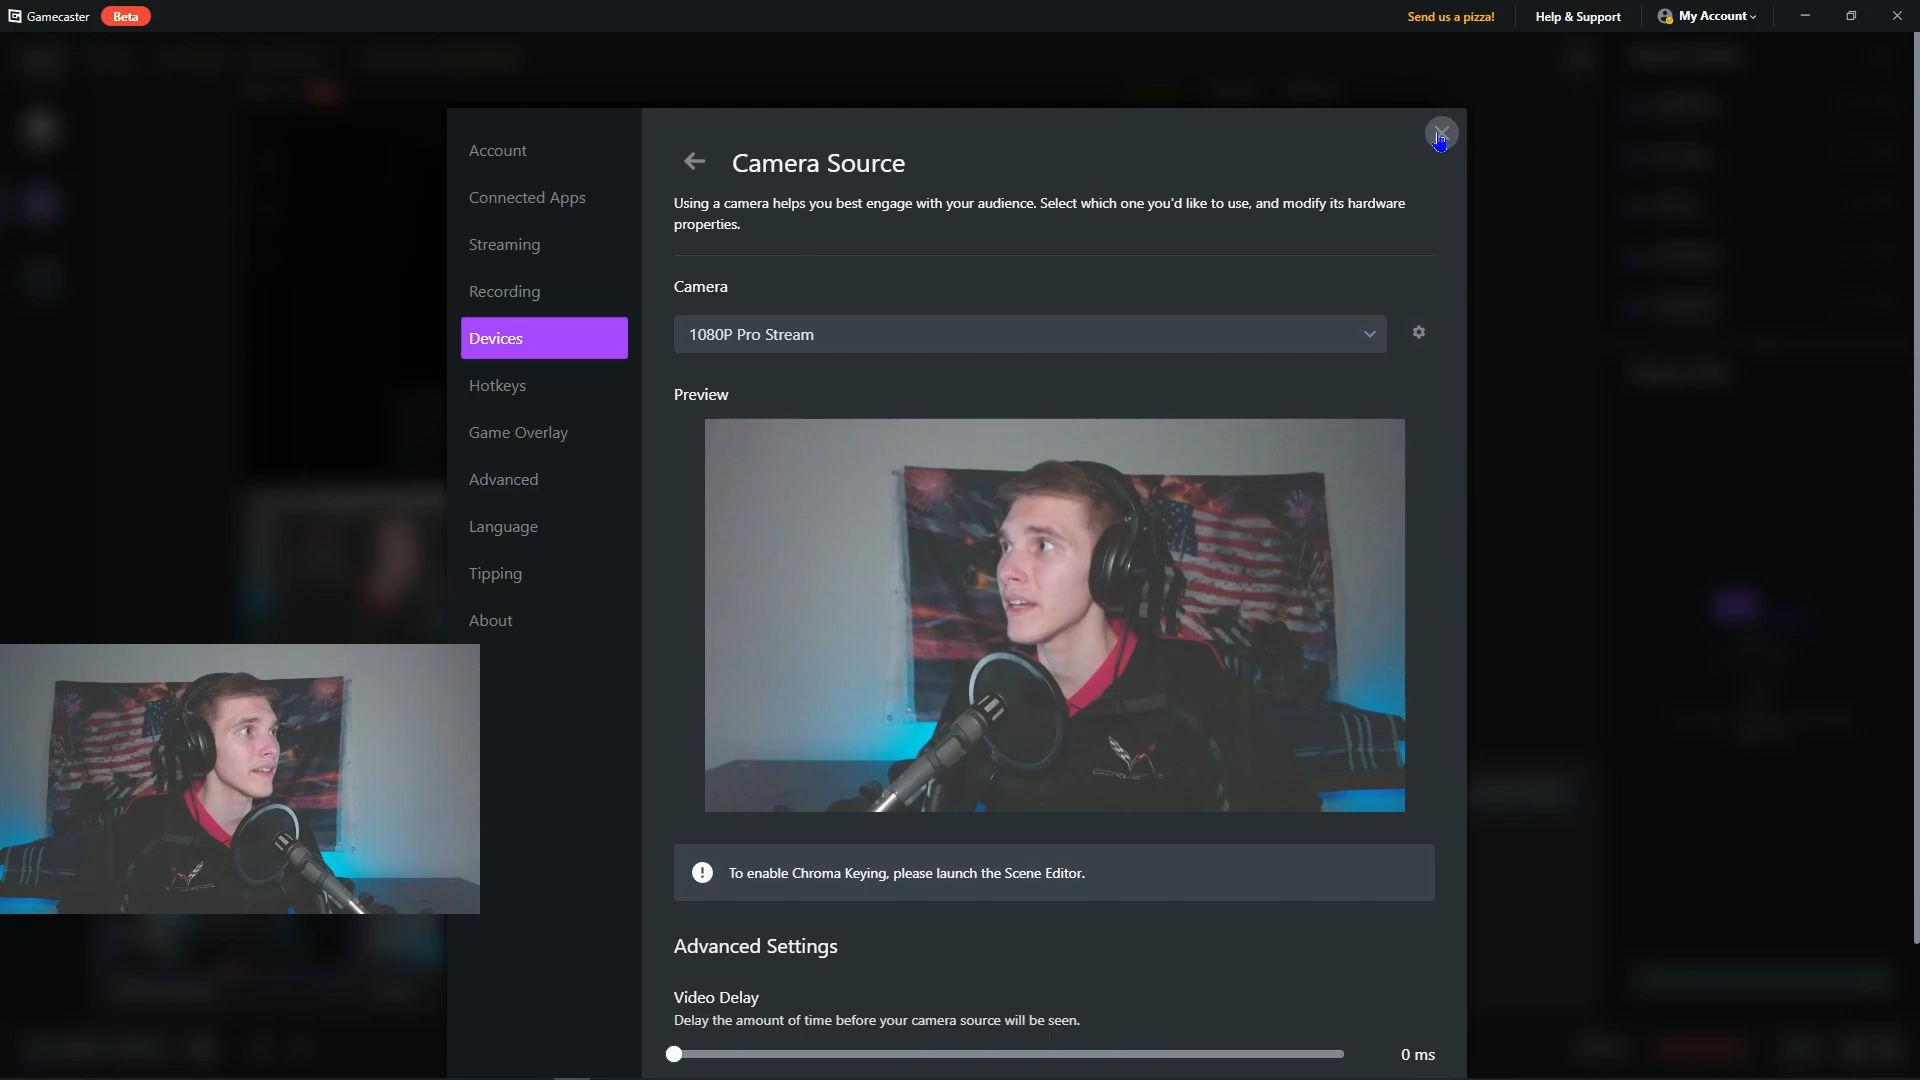 Gamecaster Beta
Send us a pizza! Help & Support My Account
Account
Connected Apps
Streaming
Recording
Devices
Hotkeys
Game Overlay
Advanced
Language
Tipping
About
Camera Source
Using a camera helps you best engage with your audience. Select which one you'd like to use, and modify its hardware
properties.
Camera
1080P Pro Stream
Preview
To enable Chroma Keying, please launch the Scene Editor.
Advanced Settings
Video Delay
Delay the amount of time before your camera source will be seen.
0 ms